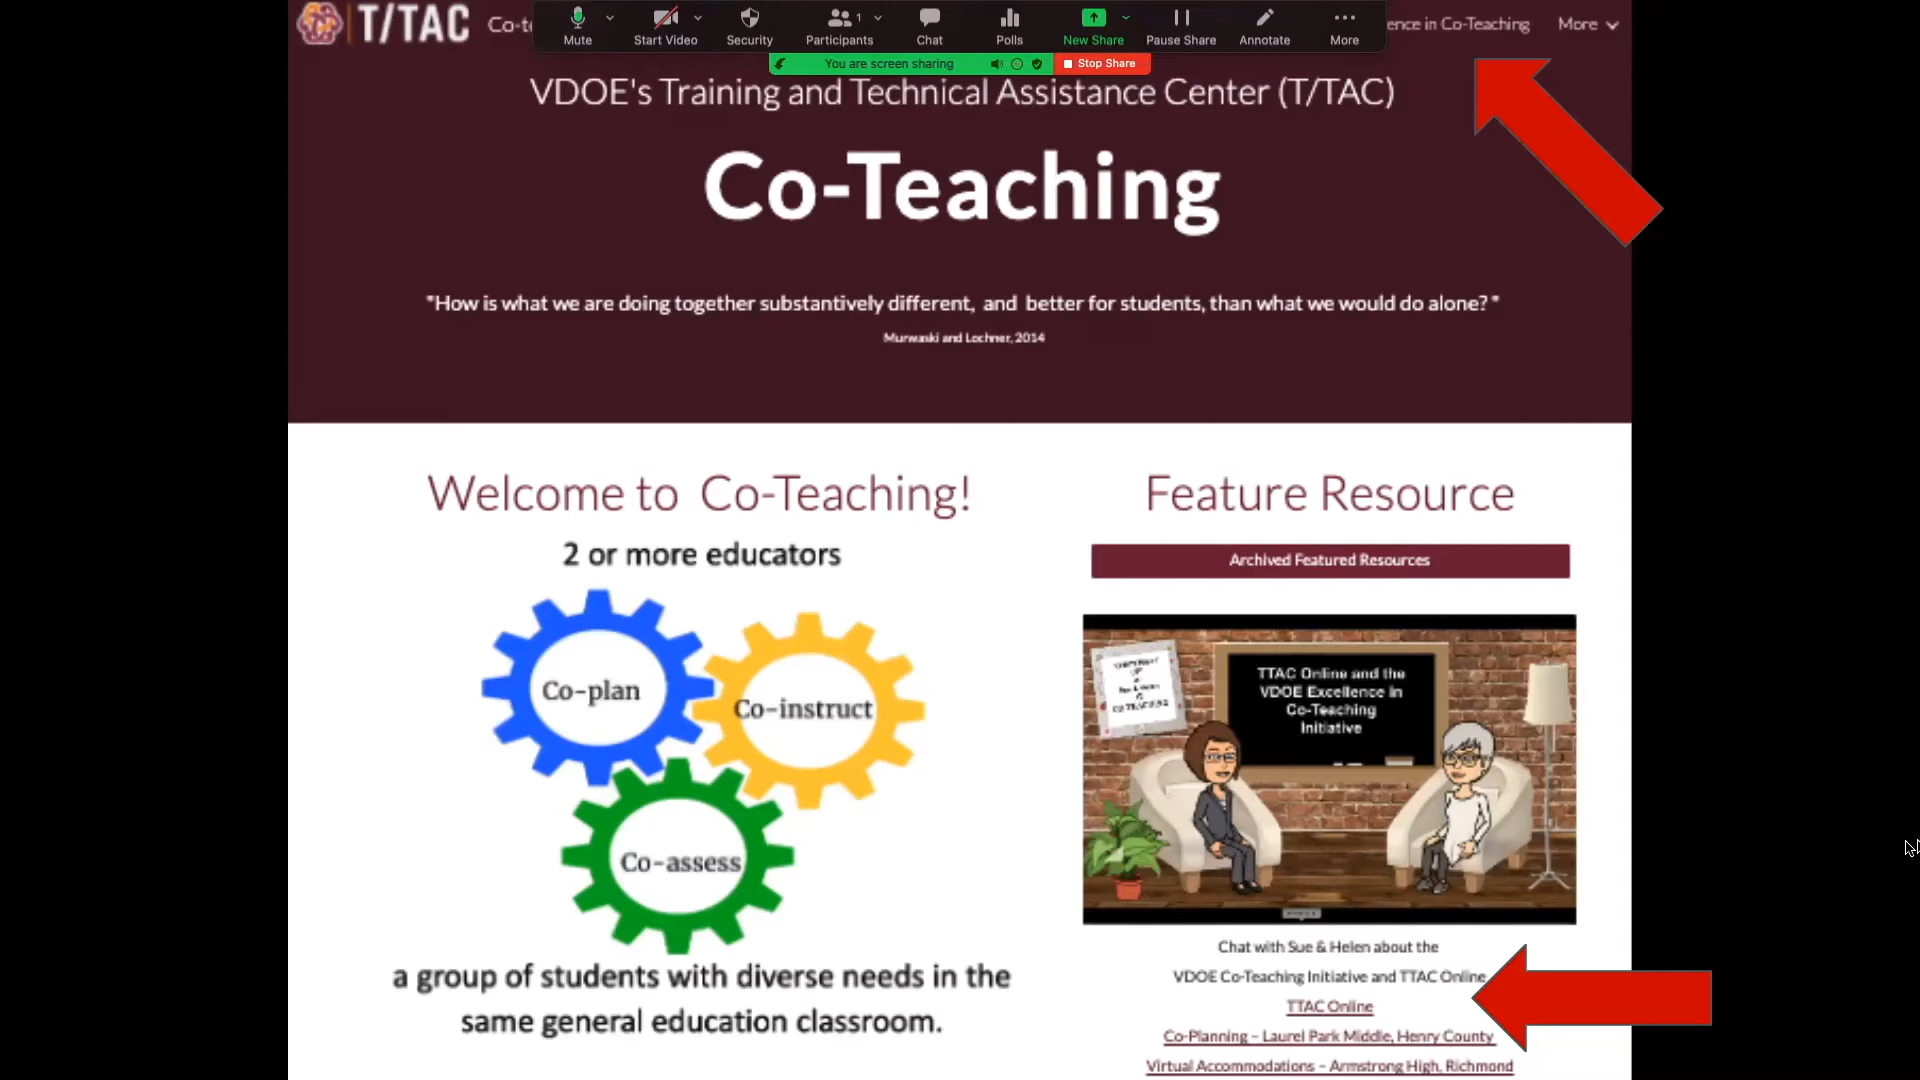 T/TAC
Co-t
Mute
Start Video
Security
Participants
1
Chat
Polls
New Share
Pause Share
Annotate
More
ence in Co-Teaching
More
You are screen sharing
Stop Share
VDOE's Training and Technical Assistance Center (T/TAC)
Co-Teaching
"How is what we are doing together substantively different, and better for students, than what we would do alone? "
Murwaski and Lochner, 2014
Welcome to Co-Teaching!
2 or more educators
Co-plan
Co-instruct
Co-assess
a group of students with diverse needs in the
same general education classroom.
Feature Resource
Archived Featured Resources
TTAC Online and the
VDOE Excellence in
Co-Teaching
Initiative
Chat with Sue & Helen about the
VDOE Co-Teaching Initiative and TTAC Online
TTAC Online
Co-Planning – Laurel Park Middle, Henry County
Virtual Accommodations – Armstrong High, Richmond